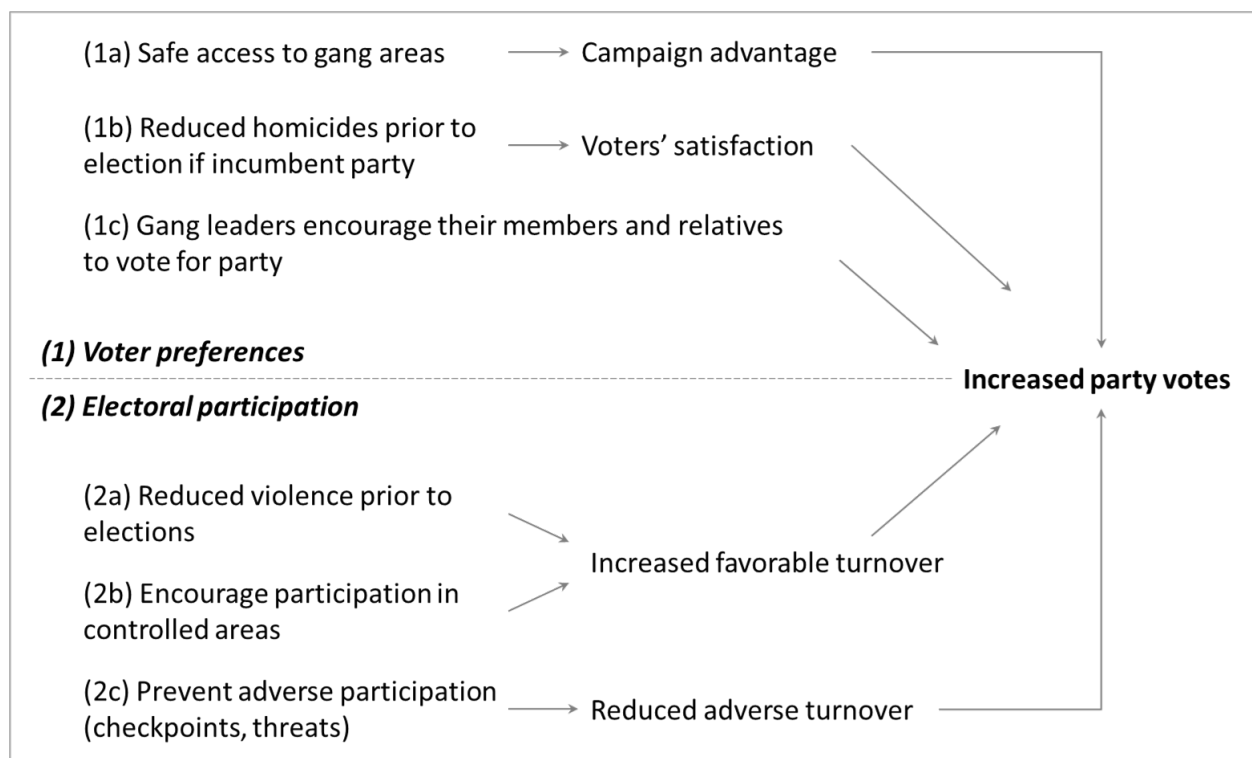 (1a) Safe access to gang areas
Campaign advantage
(1b) Reduced homicides prior to
election if incumbent party
Voters’ satisfaction
(1c) Gang leaders encourage their members and relatives
to vote for party
(1) Voter preferences
Increased party votes
(2) Electoral participation
(2a) Reduced violence prior to
elections
Increased favorable turnover
(2b) Encourage participation in
controlled areas
(2c) Prevent adverse participation
(checkpoints, threats)
Reduced adverse turnover